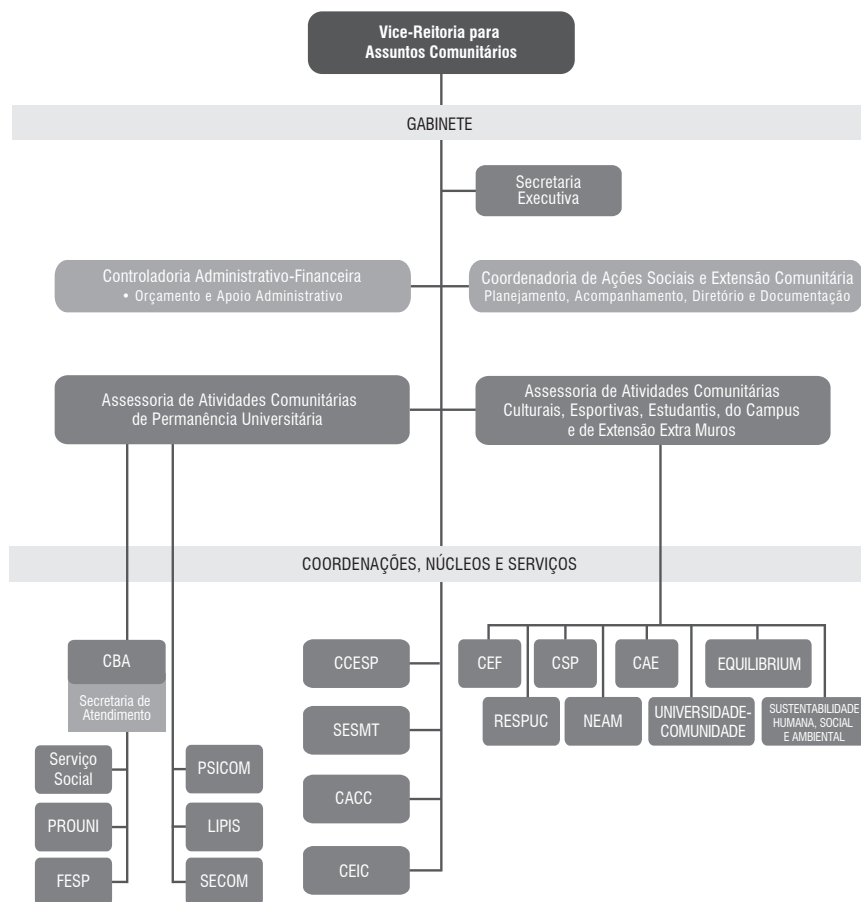 Vice-Reitoria para
Assuntos Comunitários
GABINETE
Secretaria
Executiva
Controladoria Administrativo-Financeira
• Orçamento e Apoio Administrativo
Coordenadoria de Ações Sociais e Extensão Comunitária
Planejamento, Acompanhamento, Diretório e Documentação
Assessoria de Atividades Comunitárias
de Permanência Universitária
Assessoria de Atividades Comunitárias
Culturais, Esportivas, Estudantis, do Campus
e de Extensão Extra Muros
COORDENAÇÕES, NÚCLEOS E SERVIÇOS
CBA
Secretaria de
Atendimento
Serviço
Social
PROUNI
FESP
PSICOM
LIPIS
SECOM
CCESP
SESMT
CACC
CEIC
CEF
CSP
CAE
EQUILIBRIUM
RESPUC
NEAM
UNIVERSIDADE-
COMUNIDADE
SUSTENTABILIDADE
HUMANA, SOCIAL
E AMBIENTAL